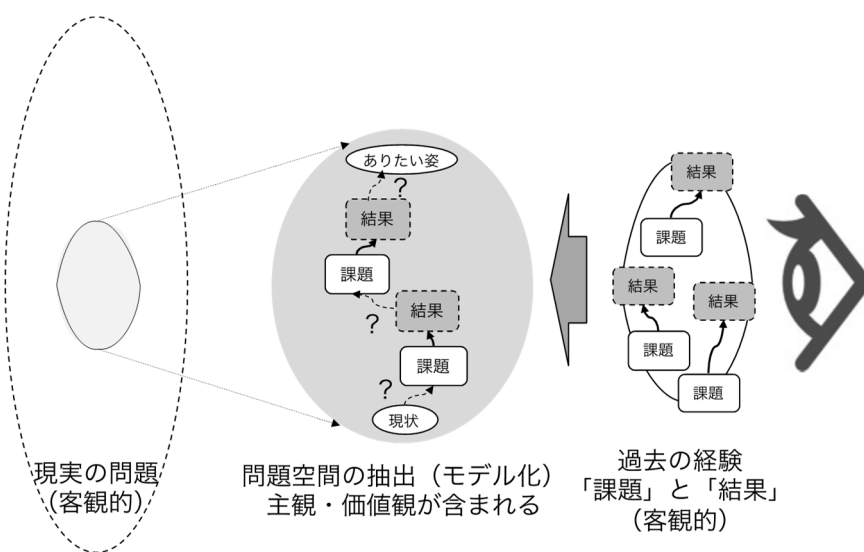 現実の問題
（客観的）
ありたい姿
?
結果
課題
?
結果
課題
?
現状
問題空間の抽出（モデル化）
主観・価値観が含まれる
結果
課題
結果
結果
課題
課題
過去の経験
「課題」と「結果」
（客観的）